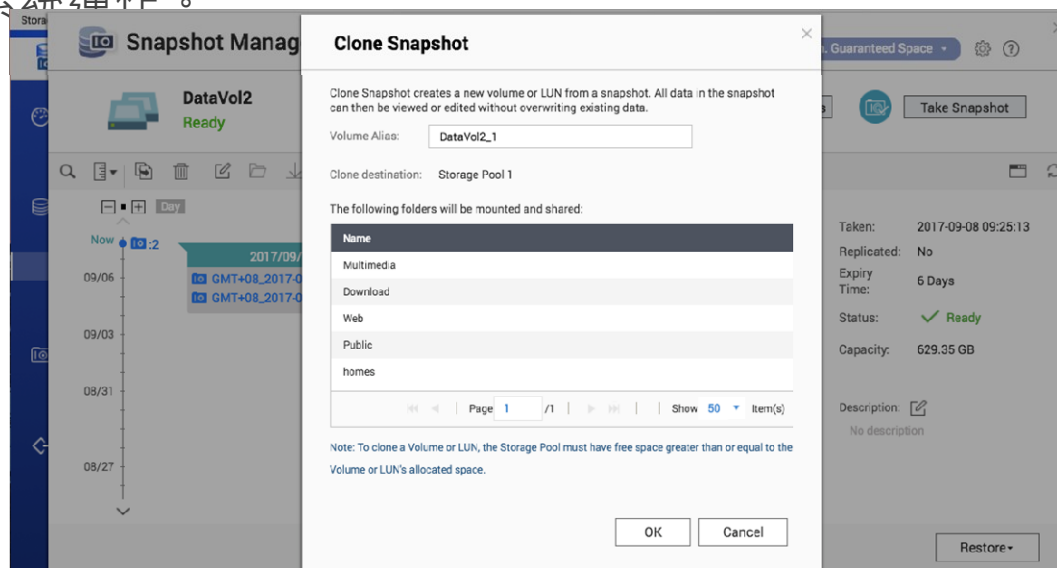 系統運作。
Stora
Snapshot Manag
Clone Snapshot
. Guaranteed Space
DataVol2
Ready
Clone Snapshot creates a new volume or LUN from a snapshot. All data in the snapshot
can then be viewed or edited without overwriting existing data.
Take Snapshot
Volume Alias: DataVol2_1
Clone destination: Storage Pool 1
Day
The following folders will be mounted and shared:
Name
Multimedia
Download
Web
Public
homes
Now :2
2017/09/
09/06
GMT+08_2017-0
GMT+08_2017-0
09/03
08/31
08/27
Page 1 /1 Show 50 Item(s)
Note: To clone a Volume or LUN, the Storage Pool must have free space greater than or equal to the
Volume or LUN's allocated space.
OK Cancel
Taken: 2017-09-08 09:25:13
Replicated: No
Expiry
Time: 6 Days
Status: Ready
Capacity: 629.35 GB
Description:
No description
Restore